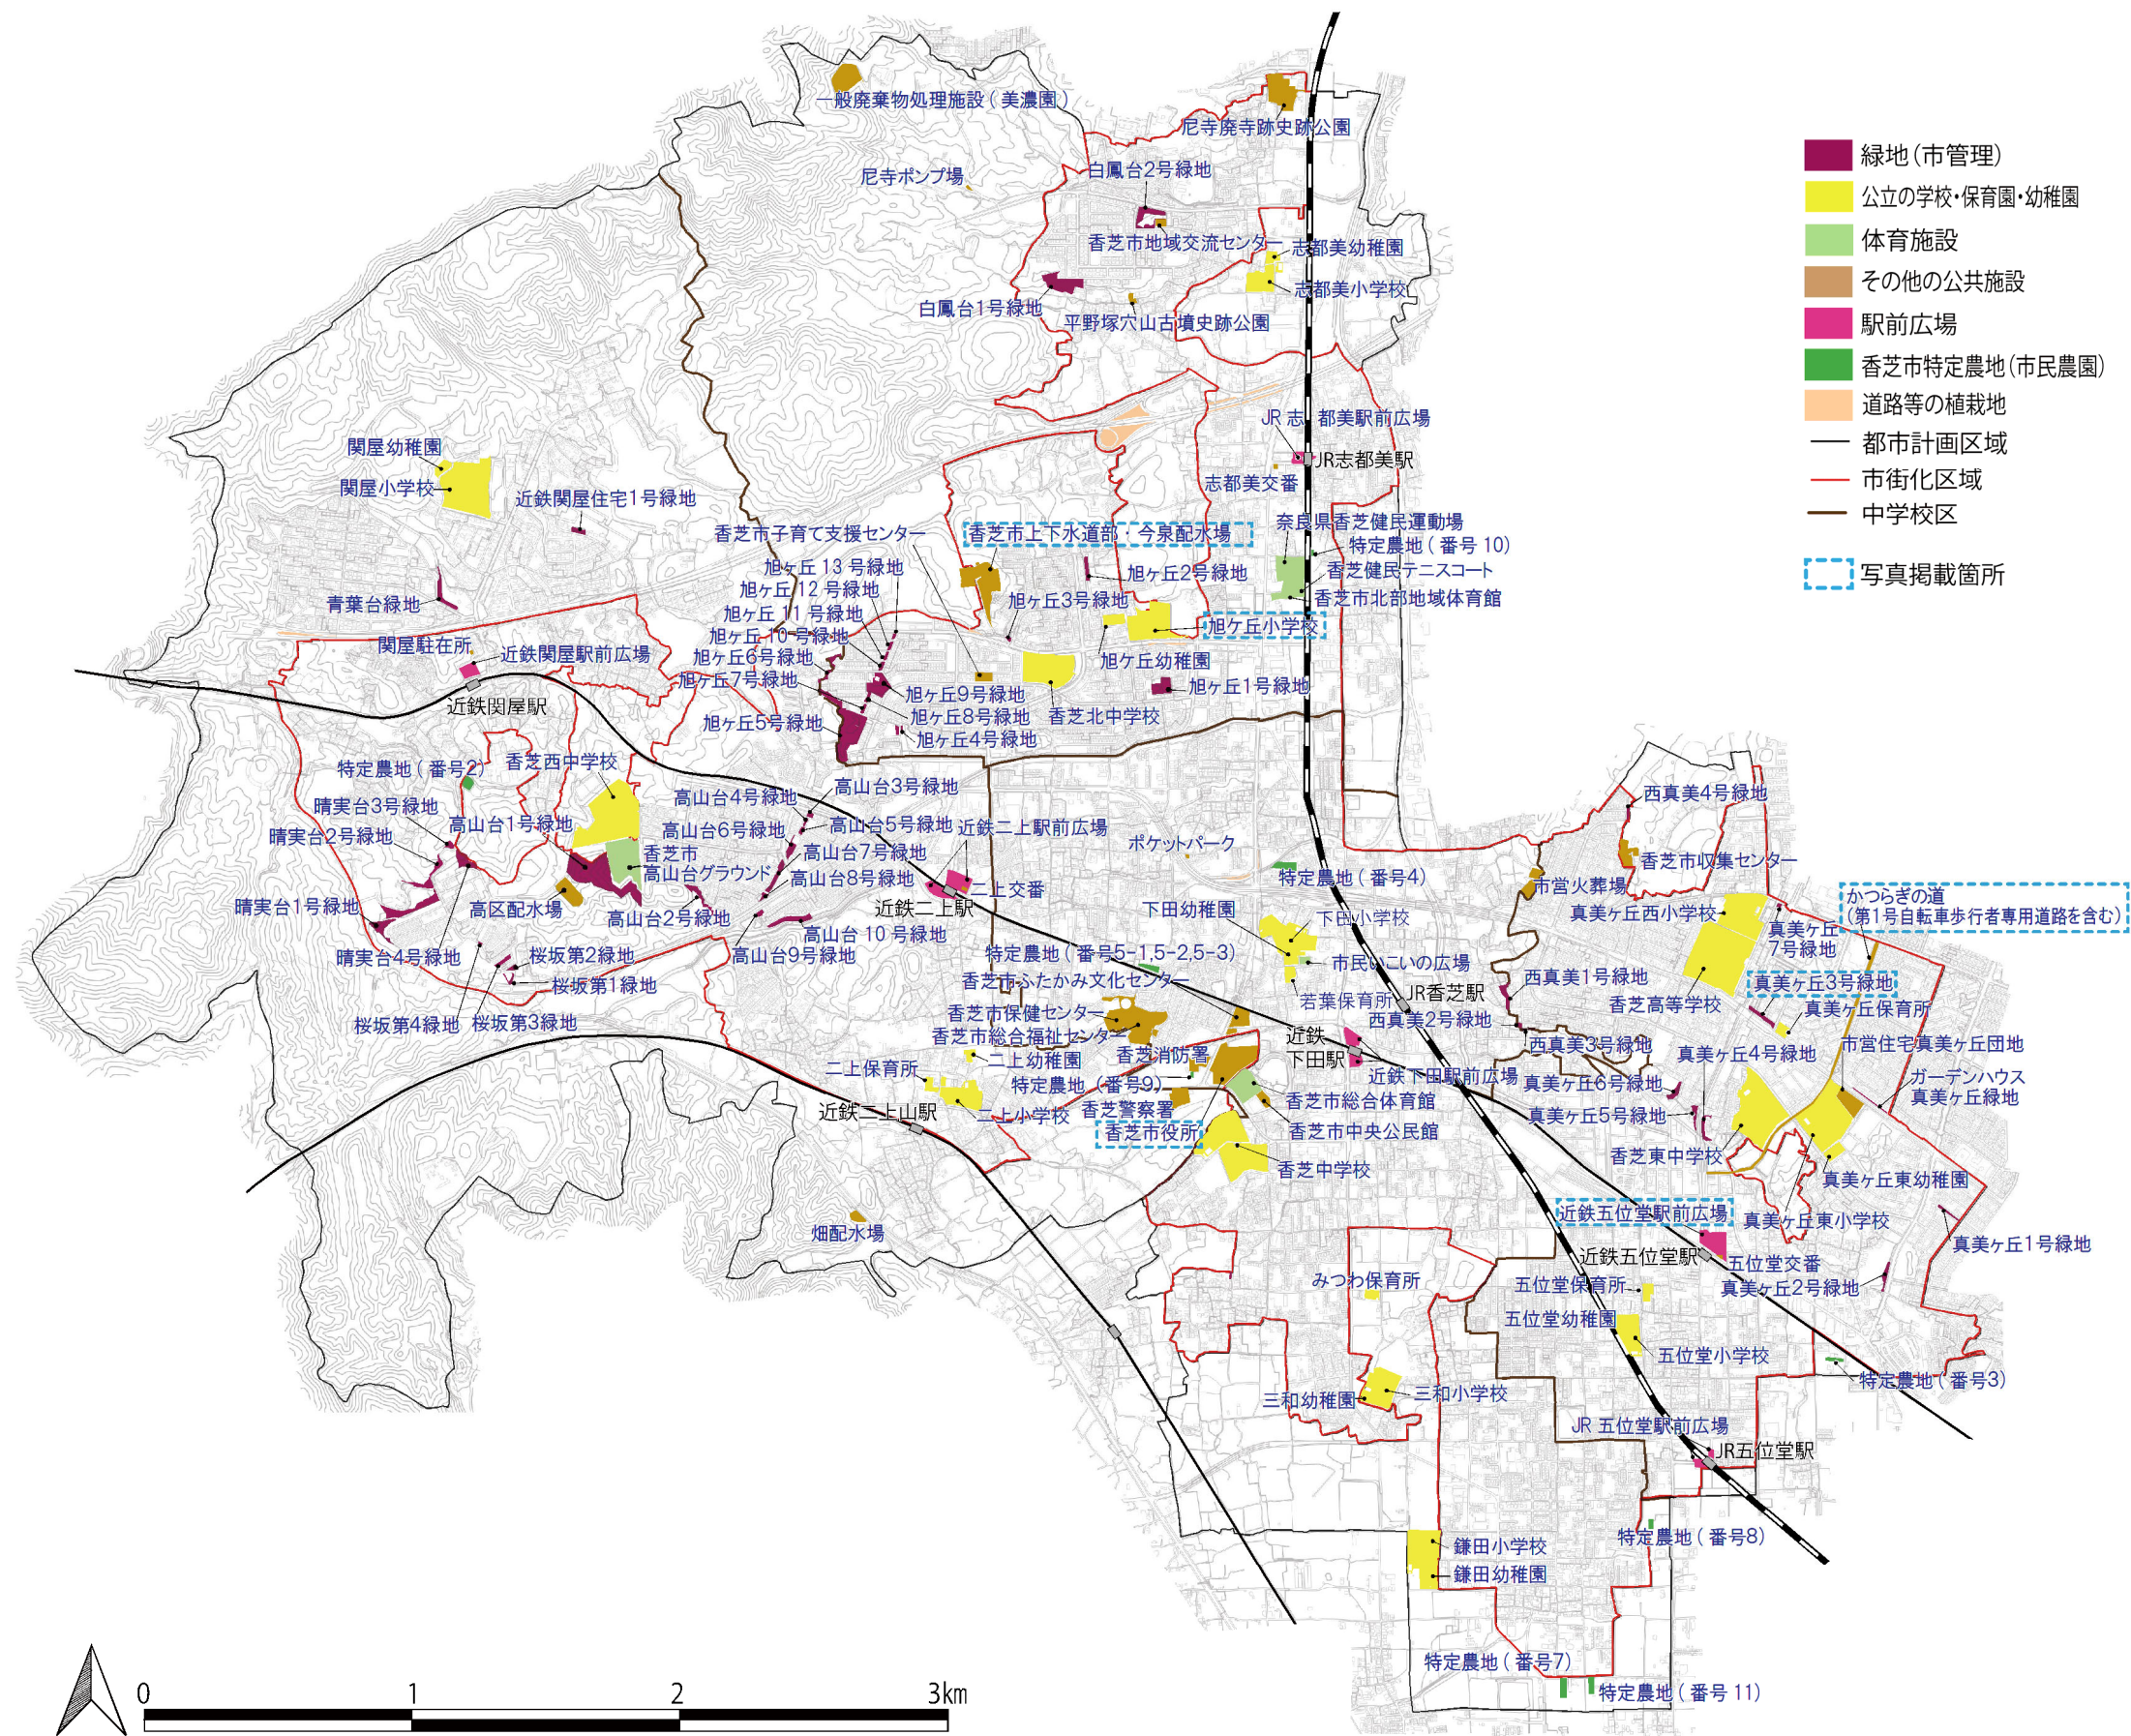 一般廃棄物処理施設(美濃園)
尼寺廃寺跡史跡公園
尼寺ポンプ場
白鳳台2号緑地
香芝市地域交流センター
志都美幼稚園
志都美小学校
白鳳台1号緑地
平野塚穴山古墳史跡公園
緑地(市管理)
公立の学校・保育園・幼稚園
体育施設
その他の公共施設
駅前広場
香芝市特定農地(市民農園)
道路等の植栽地
都市計画区域
市街化区域
中学校区
写真掲載箇所
JR志都美駅前広場
JR志都美駅
志都美交番
関屋幼稚園
関屋小学校
近鉄関屋住宅1号緑地
青葉台緑地
関屋駐在所
近鉄関屋駅前広場
近鉄関屋駅
香芝市子育て支援センター
香芝市上下水道部・今泉配水場
奈良県香芝健民運動場
特定農地(番号10)
香芝健民テニスコート
香芝市北部地域体育館
旭ヶ丘13号緑地
旭ヶ丘12号緑地
旭ヶ丘11号緑地
旭ヶ丘10号緑地
旭ヶ丘6号緑地
旭ヶ丘7号緑地
旭ヶ丘5号緑地
旭ヶ丘9号緑地
旭ヶ丘8号緑地
旭ヶ丘4号緑地
旭ヶ丘2号緑地
旭ヶ丘3号緑地
旭ケ丘小学校
旭ケ丘幼稚園
旭ヶ丘1号緑地
香芝北中学校
特定農地(番号2)
香芝西中学校
晴実台3号緑地
高山台1号緑地
晴実台2号緑地
晴実台1号緑地
晴実台4号緑地
高区配水場
香芝市
高山台グラウンド
高山台2号緑地
高山台3号緑地
高山台4号緑地
高山台5号緑地
高山台6号緑地
高山台7号緑地
高山台8号緑地
高山台9号緑地
高山台10号緑地
桜坂第2緑地
桜坂第1緑地
桜坂第4緑地
桜坂第3緑地
近鉄二上駅前広場
二上交番
近鉄二上駅
ポケットパーク
特定農地(番号4)
下田幼稚園
下田小学校
市民いこいの広場
若葉保育所
JR香芝駅
特定農地(番号5-1,5-2,5-3)
香芝市ふたかみ文化センター
香芝市保健センター
香芝市総合福祉センター
香芝消防署
特定農地(番号9)
香芝警察署
香芝市役所
近鉄
下田駅
近鉄下田駅前広場
香芝市総合体育館
香芝市中央公民館
香芝中学校
二上幼稚園
二上保育所
二上小学校
近鉄二上山駅
畑配水場
西真美4号緑地
香芝市収集センター
市営火葬場
真美ヶ丘西小学校
かつらぎの道
(第1号自転車歩行者専用道路を含む)
真美ヶ丘
7号緑地
香芝高等学校
真美ヶ丘3号緑地
真美ヶ丘保育所
西真美1号緑地
西真美2号緑地
西真美3号緑地
真美ヶ丘4号緑地
市営住宅真美ヶ丘団地
真美ヶ丘6号緑地
ガーデンハウス
真美ヶ丘緑地
真美ヶ丘5号緑地
香芝東中学校
真美ヶ丘東幼稚園
真美ヶ丘東小学校
近鉄五位堂駅前広場
近鉄五位堂駅
五位堂交番
真美ヶ丘1号緑地
真美ヶ丘2号緑地
みつわ保育所
五位堂保育所
五位堂幼稚園
五位堂小学校
特定農地(番号3)
三和幼稚園
三和小学校
JR五位堂駅前広場
JR五位堂駅
特定農地(番号8)
鎌田小学校
鎌田幼稚園
特定農地(番号7)
特定農地(番号11)
0 1 2 3km